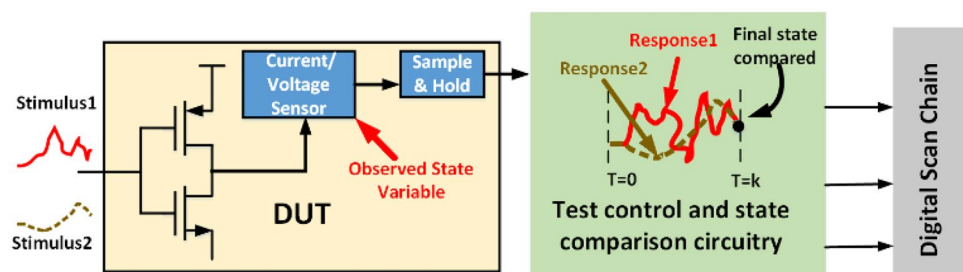 Stimulus1
Stimulus2
Current/
Voltage
Sensor
Sample
& Hold
Observed State
Variable
DUT
Response1
Response2
Final state
compared
T=0
T=k
Test control and state
comparison circuitry
Digital Scan Chain